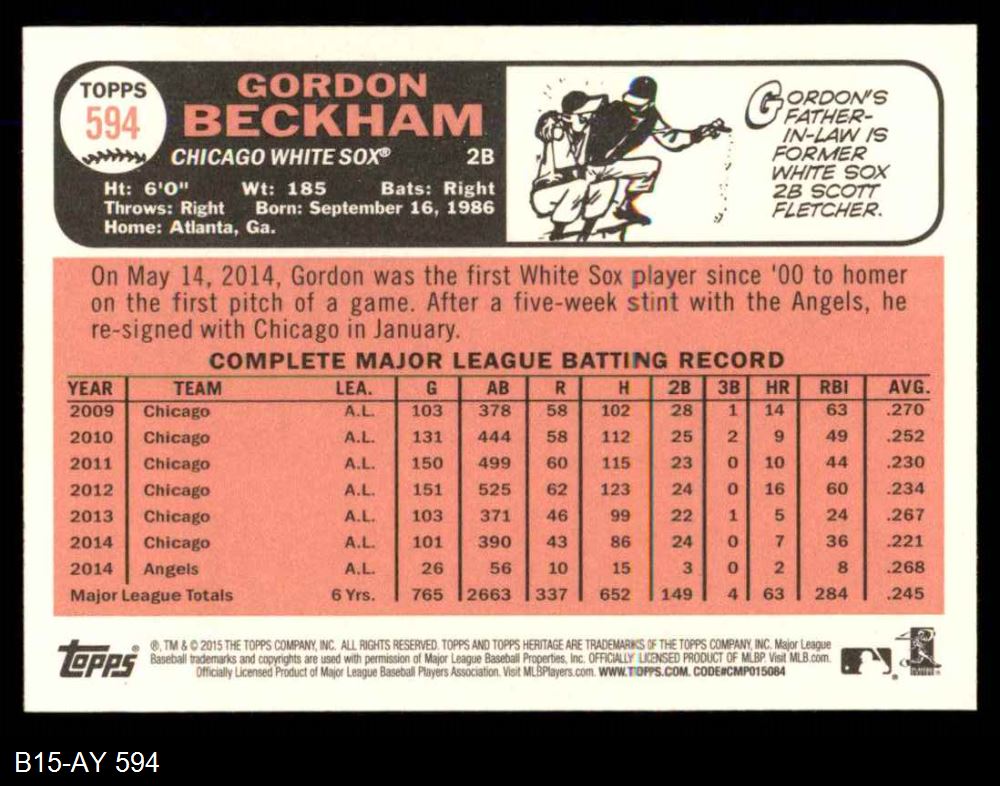 TOPPS
594
GORDON
BECKHAM
CHICAGO WHITE SOX® 2B
Ht: 6'0" Wt: 185 Bats: Right
Throws: Right Born: September 16, 1986
Home: Atlanta, Ga.
GORDON'S
FATHER-
IN-LAW IS
FORMER
WHITE SOX
2B SCOTT
FLETCHER.
On May 14, 2014, Gordon was the first White Sox player since '00 to homer
on the first pitch of a game. After a five-week stint with the Angels, he
re-signed with Chicago in January.
COMPLETE MAJOR LEAGUE BATTING RECORD
YEAR TEAM LEA. G AB R H 2B 3B HR RBI AVG.
2009 Chicago A.L. 103 378 58 102 28 1 14 63 .270
2010 Chicago A.L. 131 444 58 112 25 2 9 49 .252
2011 Chicago A.L. 150 499 60 115 23 0 10 44 .230
2012 Chicago A.L. 151 525 62 123 24 0 16 60 .234
2013 Chicago A.L. 103 371 46 99 22 1 5 24 .267
2014 Chicago A.L. 101 390 43 86 24 0 7 36 .221
2014 Angels A.L. 26 56 10 15 3 0 2 8 .268
Major League Totals 6 Yrs. 765 2663 337 652 149 4 63 284 .245
Topps®
®, TM & © 2015 THE TOPPS COMPANY, INC. ALL RIGHTS RESERVED. TOPPS AND TOPPS HERITAGE ARE TRADEMARKS OF THE TOPPS COMPANY, INC. Major League
Baseball trademarks and copyrights are used with permission of Major League Baseball Properties, Inc. OFFICIALLY LICENSED PRODUCT OF MLBP. Visit MLB.com.
Officially Licensed Product of Major League Baseball Players Association. Visit MLBPlayers.com. WWW.TOPPS.COM. CODE#CMP015084
B15-AY 594